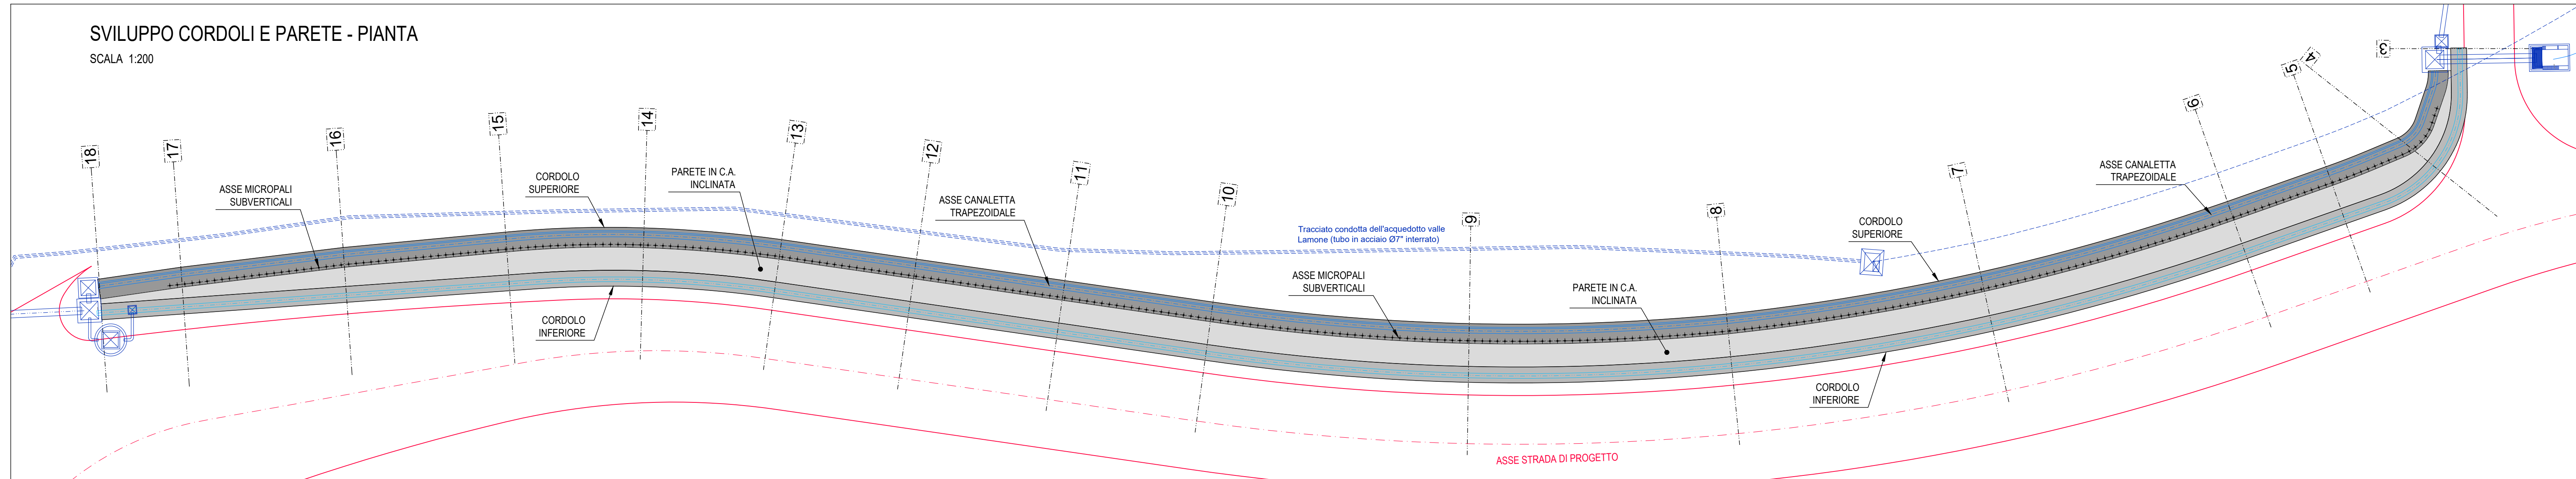 SVILUPPO CORDOLI E PARETE - PIANTA
SCALA 1:200
18
17
16
15
14
13
12
11
10
9
8
7
6
5
4
3
ASSE MICROPALI
SUBVERTICALI
CORDOLO
SUPERIORE
PARETE IN C.A.
INCLINATA
CORDOLO
INFERIORE
ASSE CANALETTA
TRAPEZOIDALE
Tracciato condotta dell'acquedotto valle
Lamone (tubo in acciaio Ø7" interrato)
ASSE MICROPALI
SUBVERTICALI
PARETE IN C.A.
INCLINATA
CORDOLO
SUPERIORE
CORDOLO
INFERIORE
ASSE CANALETTA
TRAPEZOIDALE
ASSE STRADA DI PROGETTO